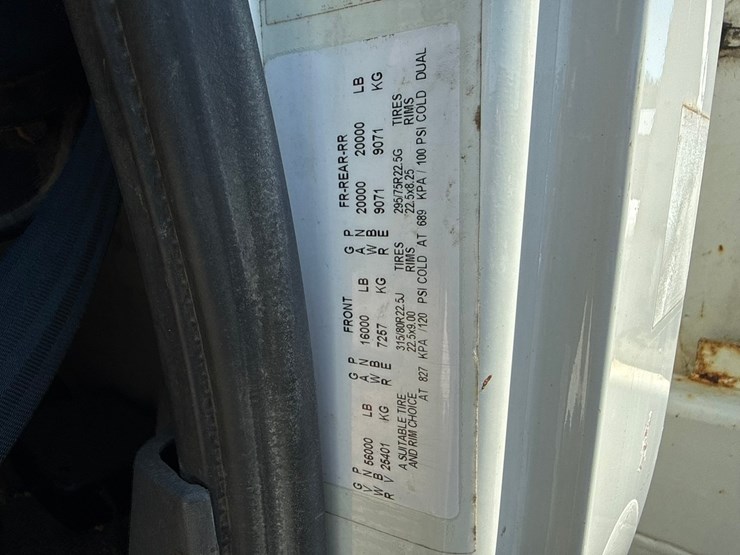 FRONT FR-REAR-RR
G P G P G P
V N 56000 LB A N 16000 LB A N 20000 20000 LB
W B W B W B
R V 25401 KG R E 7257 KG R E 9071 9071 KG
A SUITABLE TIRE 315/80R22.5J TIRES 295/75R22.5G TIRES
AND RIM CHOICE 22.5x9.00 RIMS 22.5x8.25 RIMS
AT 827 KPA /120 PSI COLD AT 689 KPA / 100 PSI COLD DUAL